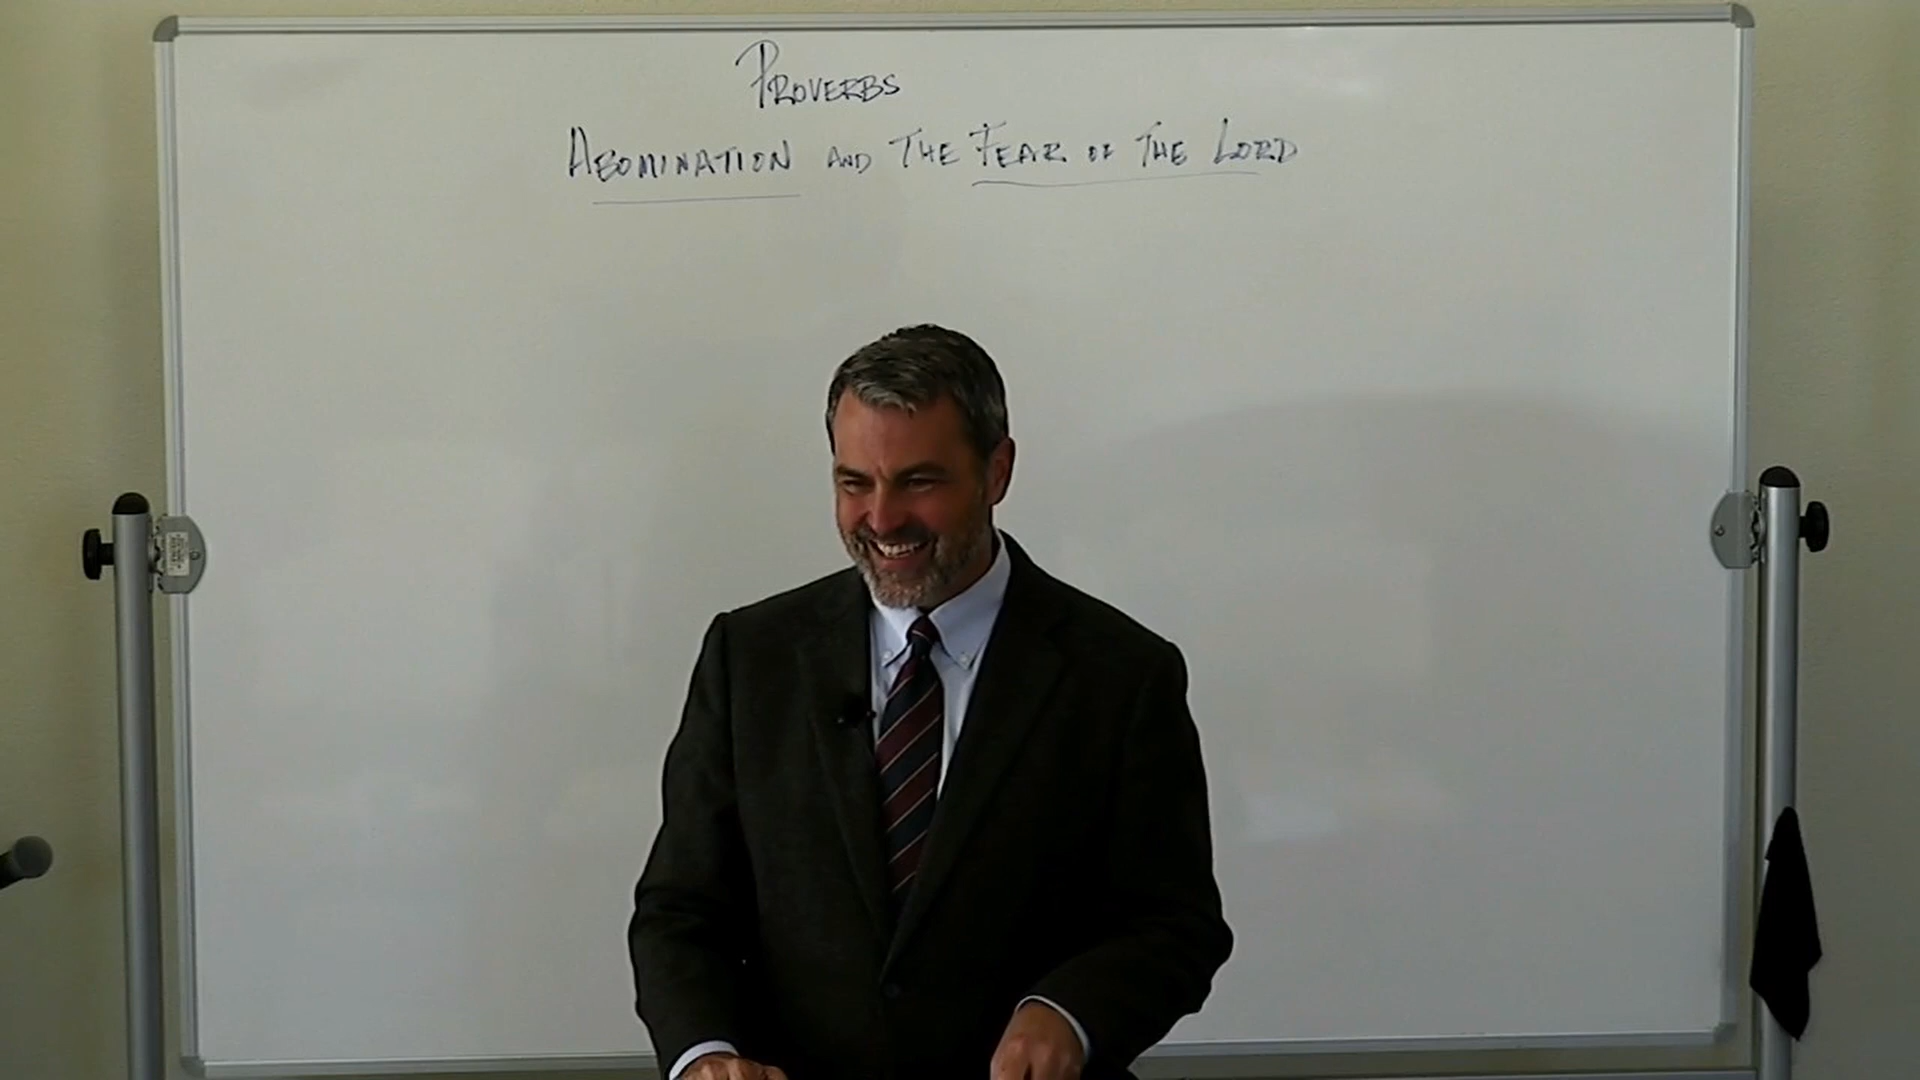 PROVERBS
ABOMINATION AND THE FEAR OF THE LORD